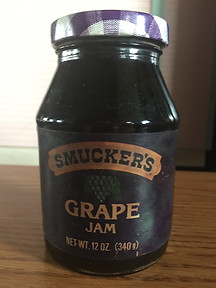 SMUCKER'S
GRAPE
JAM
NET WT. 12 OZ. (340 g)